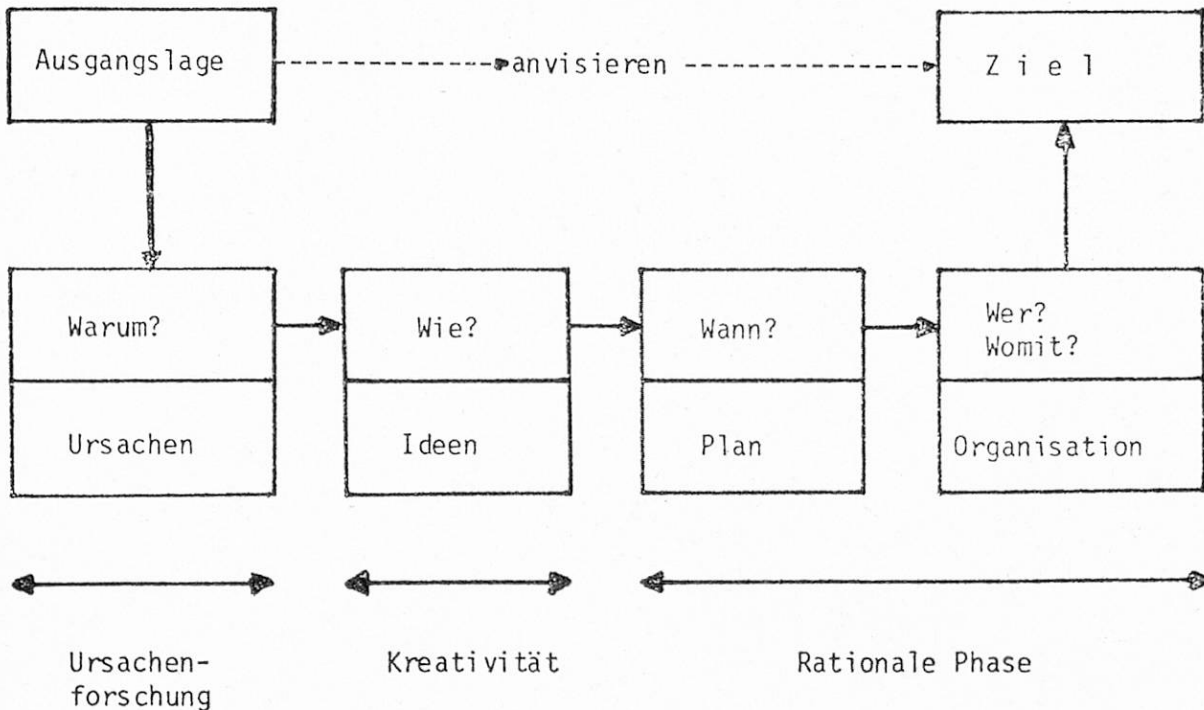 Ausgangslage
anvisieren
Z i e l
Warum?
Wie?
Wann?
Wer?
Womit?
Ursachen
Ideen
Plan
Organisation
Ursachen-
forschung
Kreativität
Rationale Phase